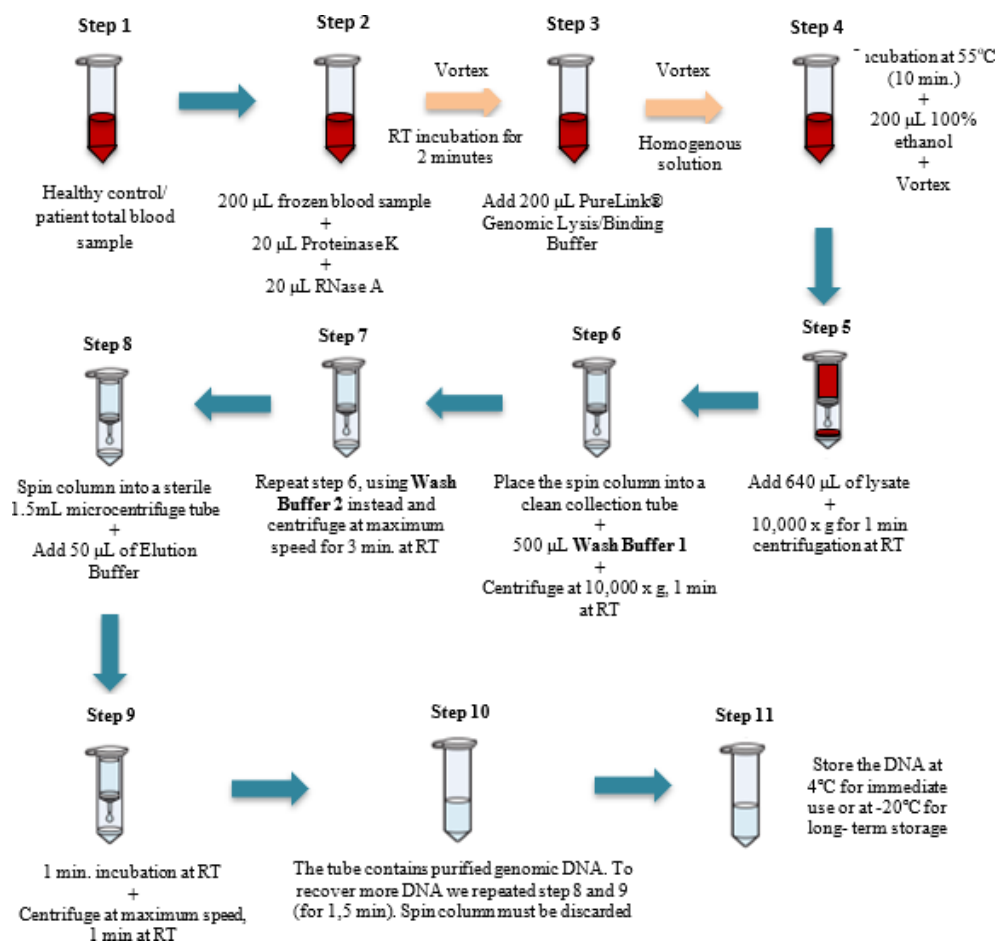 Step 1
Healthy control/
patient total blood
sample
Step 2
200 µL frozen blood sample
+
20 µL Proteinase K
+
20 µL RNase A
Vortex
RT incubation for
2 minutes
Step 3
Add 200 µL PureLink®
Genomic Lysis/Binding
Buffer
Vortex
Homogenous
solution
Step 4
at 55°C
(10 min.)
+
200 µL 100%
ethanol
+
Vortex
Step 5
Add 640 µL of lysate
+
10,000 x g for 1 min
centrifugation at RT
Step 6
Place the spin column into a
clean collection tube
+
500 µL Wash Buffer 1
+
Centrifuge at 10,000 x g, 1 min
at RT
Step 7
Repeat step 6, using Wash
Buffer 2 instead and
centrifuge at maximum
speed for 3 min. at RT
Step 8
Spin column into a sterile
1.5mL microcentrifuge tube
+
Add 50 µL of Elution
Buffer
Step 9
1 min. incubation at RT
+
Centrifuge at maximum speed,
1 min at RT
Step 10
The tube contains purified genomic DNA. To
recover more DNA we repeated step 8 and 9
(for 1,5 min). Spin column must be discarded
Step 11
Store the DNA at
4°C for immediate
use or at -20°C for
long- term storage